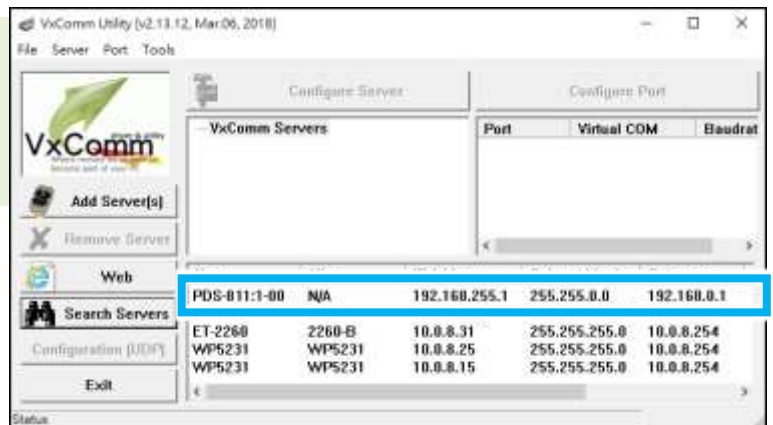 VxComm Utility [v2.13.12, Mar.06, 2018]
File Server Port Tools
Configure Server
Configure Port
VxComm
driver & utility
VxComm Servers
Port Virtual COM Baudrat
Add Server(s)
Remove Server
Web
Search Servers
Configuration (UDP)
Exit
PDS-811:1-00 N/A 192.168.255.1 255.255.0.0 192.168.0.1
ET-2260 2260-B 10.0.8.31 255.255.255.0 10.0.8.254
WP5231 WP5231 10.0.8.25 255.255.255.0 10.0.8.254
WP5231 WP5231 10.0.8.15 255.255.255.0 10.0.8.254
Status